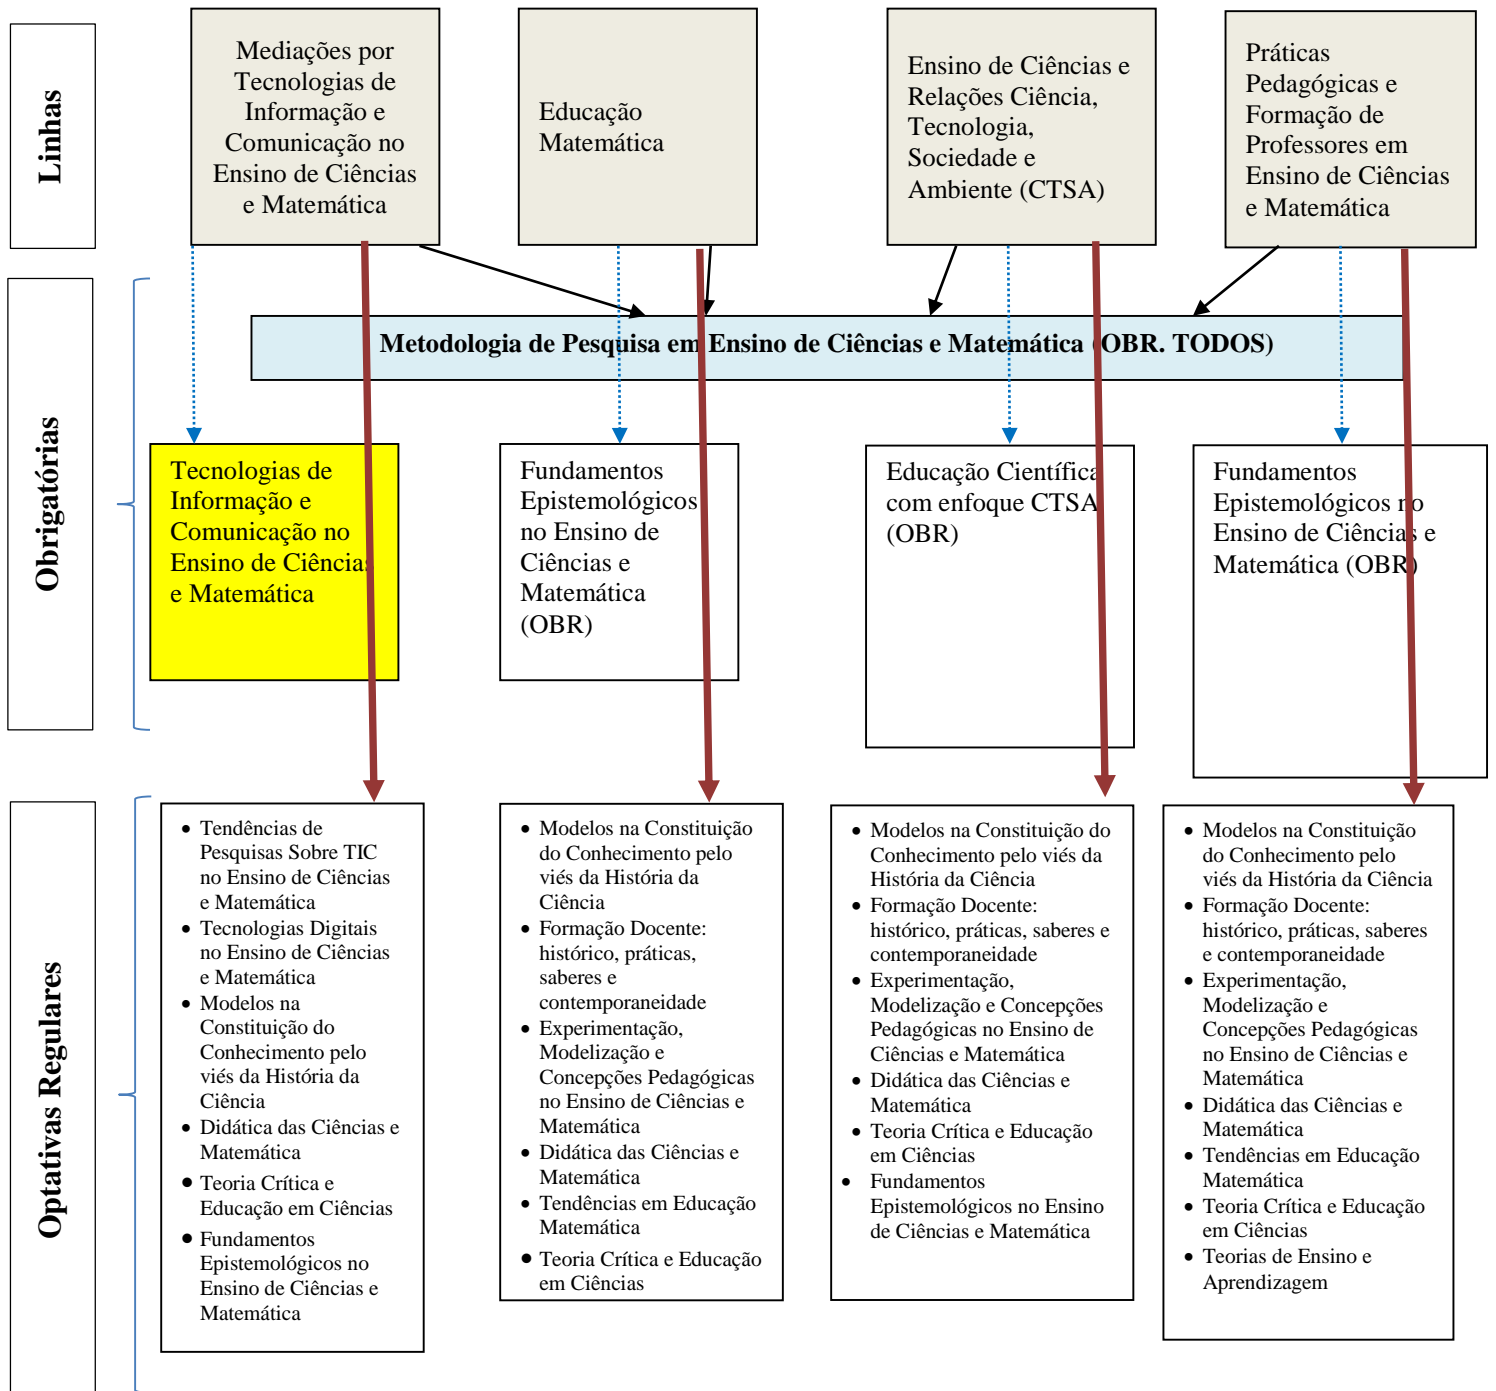 Linhas
Mediações por
Tecnologias de
Informação e
Comunicação no
Ensino de Ciências
e Matemática
Educação
Matemática
Ensino de Ciências e
Relações Ciência,
Tecnologia,
Sociedade e
Ambiente (CTSA)
Práticas
Pedagógicas e
Formação de
Professores em
Ensino de Ciências
e Matemática
Obrigatórias
Metodologia de Pesquisa em Ensino de Ciências e Matemática (OBR. TODOS)
Tecnologias de
Informação e
Comunicação no
Ensino de Ciências
e Matemática
Fundamentos
Epistemológicos
no Ensino de
Ciências e
Matemática
(OBR)
Educação Científica
com enfoque CTSA
(OBR)
Fundamentos
Epistemológicos no
Ensino de Ciências e
Matemática (OBR)
Optativas Regulares
• Tendências de
Pesquisas Sobre TIC
no Ensino de Ciências
e Matemática
• Tecnologias Digitais
no Ensino de Ciências
e Matemática
• Modelos na
Constituição do
Conhecimento pelo
viés da História da
Ciência
• Didática das Ciências e
Matemática
• Teoria Crítica e
Educação em Ciências
• Fundamentos
Epistemológicos no
Ensino de Ciências e
Matemática
• Modelos na Constituição
do Conhecimento pelo
viés da História da
Ciência
• Formação Docente:
histórico, práticas,
saberes e
contemporaneidade
• Experimentação,
Modelização e
Concepções Pedagógicas
no Ensino de Ciências e
Matemática
• Didática das Ciências e
Matemática
• Tendências em Educação
Matemática
• Teoria Crítica e Educação
em Ciências
• Modelos na Constituição do
Conhecimento pelo viés da
História da Ciência
• Formação Docente:
histórico, práticas, saberes e
contemporaneidade
• Experimentação,
Modelização e Concepções
Pedagógicas no Ensino de
Ciências e Matemática
• Didática das Ciências e
Matemática
• Teoria Crítica e Educação
em Ciências
• Fundamentos
Epistemológicos no Ensino
de Ciências e Matemática
• Modelos na Constituição
do Conhecimento pelo
viés da História da Ciência
• Formação Docente:
histórico, práticas, saberes
e contemporaneidade
• Experimentação,
Modelização e
Concepções Pedagógicas
no Ensino de Ciências e
Matemática
• Didática das Ciências e
Matemática
• Tendências em Educação
Matemática
• Teoria Crítica e Educação
em Ciências
• Teorias de Ensino e
Aprendizagem